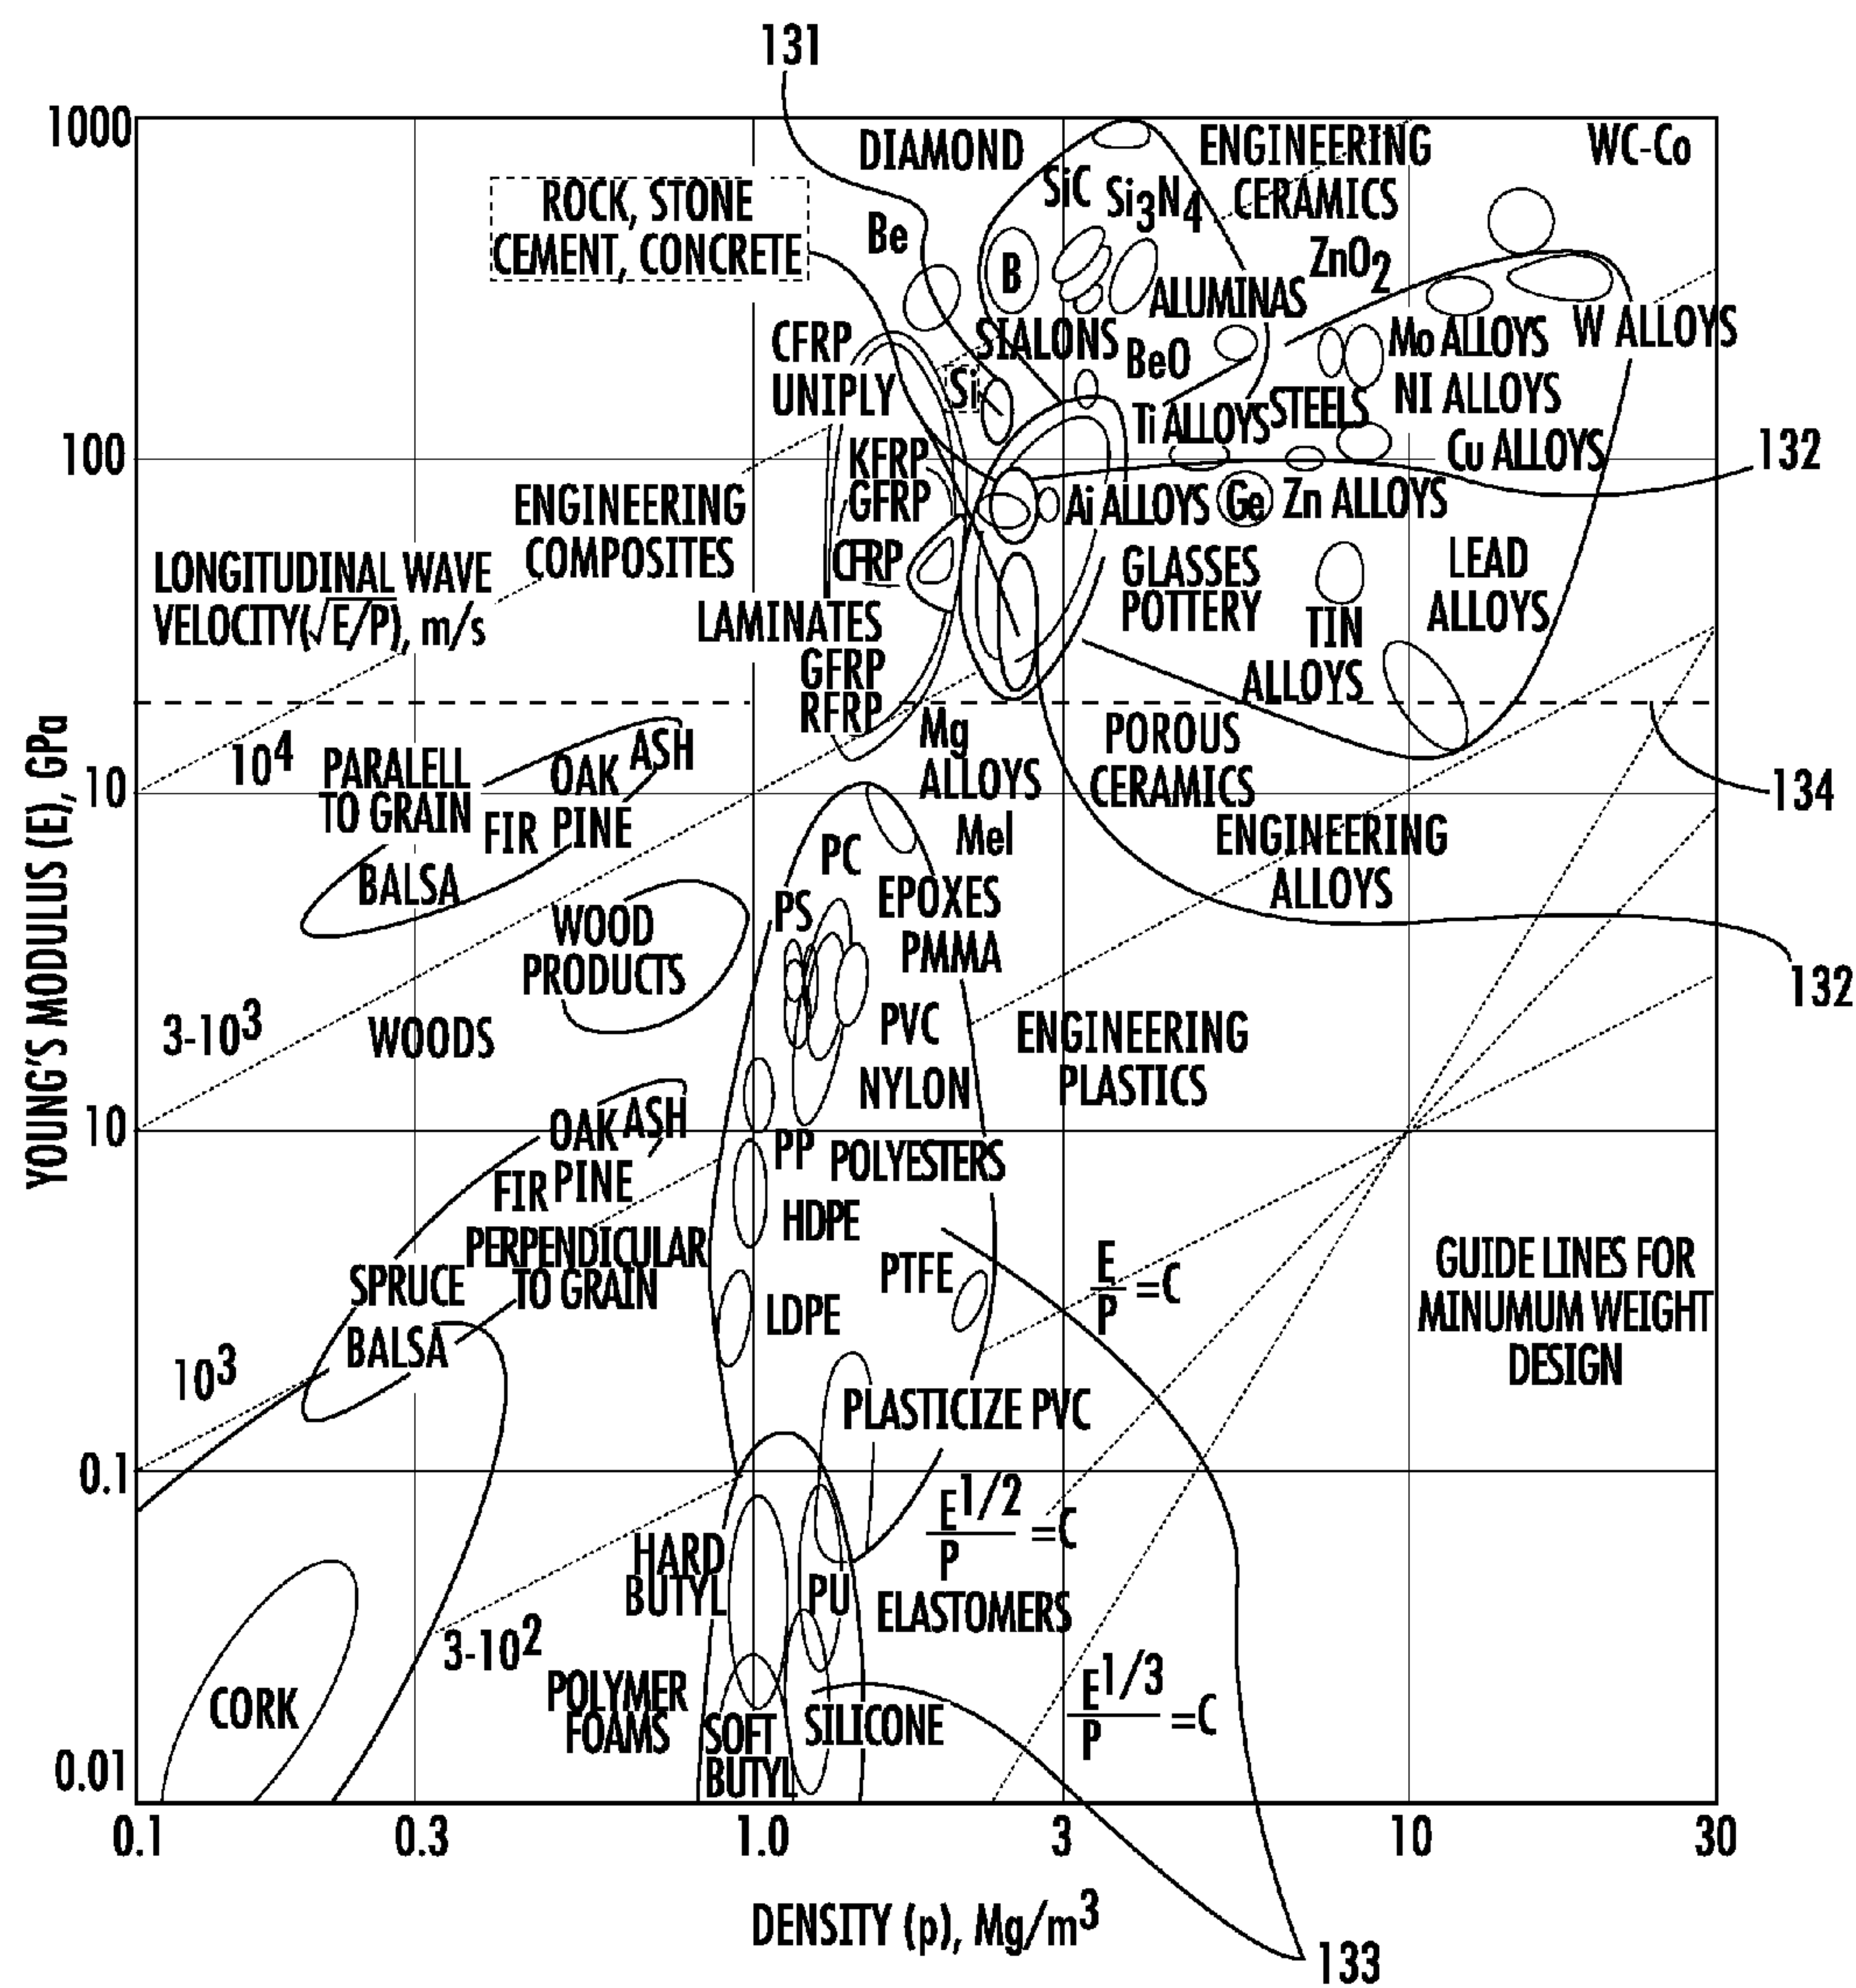 131
1000
DIAMOND
ENGINEERING
CERAMICS
WC-Co
ROCK, STONE
CEMENT, CONCRETE
SiC
Si3N4
Be
B
ZnO2
ALUMINAS
SIALONS
BeO
Mo ALLOYS
W ALLOYS
CFRP
UNIPLY
Si
Ti ALLOYS
STEELS
NI ALLOYS
Cu ALLOYS
132
100
KFRP
GFRP
CFRP
Ai ALLOYS
Ge
Zn ALLOYS
ENGINEERING
COMPOSITES
LONGITUDINAL WAVE
VELOCITY(√E/P), m/s
GLASSES
POTTERY
LEAD
ALLOYS
TIN
ALLOYS
LAMINATES
GFRP
RFRP
Mg
ALLOYS
POROUS
CERAMICS
134
10⁴
PARALELL
TO GRAIN
OAK
ASH
FIR
PINE
BALSA
10
Mel
ENGINEERING
ALLOYS
PC
PS
EPOXES
PMMA
132
WOOD
PRODUCTS
3-10³
WOODS
PVC
NYLON
ENGINEERING
PLASTICS
YOUNG'S MODULUS (E), GPa
10
OAK
ASH
FIR
PINE
PP
POLYESTERS
HDPE
PERPENDICULAR
TO GRAIN
SPRUCE
BALSA
PTFE
LDPE
E
P
=C
GUIDE LINES FOR
MINUMUM WEIGHT
DESIGN
10³
PLASTICIZE PVC
0.1
E1/2
P
=C
HARD
BUTYL
PU
ELASTOMERS
3-10²
POLYMER
FOAMS
CORK
SOFT
BUTYL
SILICONE
E1/3
P
=C
0.01
0.1
0.3
1.0
3
10
30
DENSITY (p), Mg/m³
133